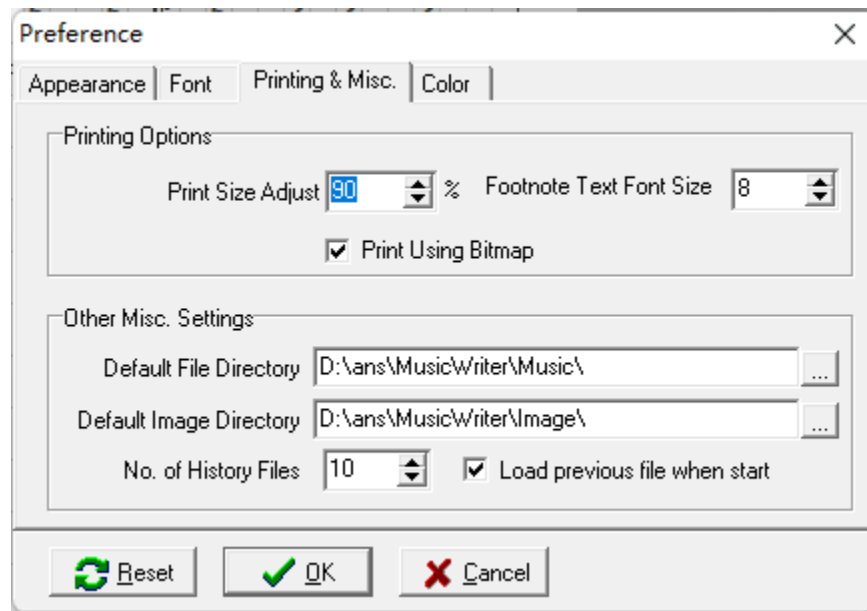 Preference
Appearance Font Printing & Misc. Color
Printing Options
Print Size Adjust 90 % Footnote Text Font Size 8
Print Using Bitmap
Other Misc. Settings
Default File Directory D:\ans\MusicWriter\Music\ ...
Default Image Directory D:\ans\MusicWriter\Image\ ...
No. of History Files 10 Load previous file when start
Reset OK Cancel